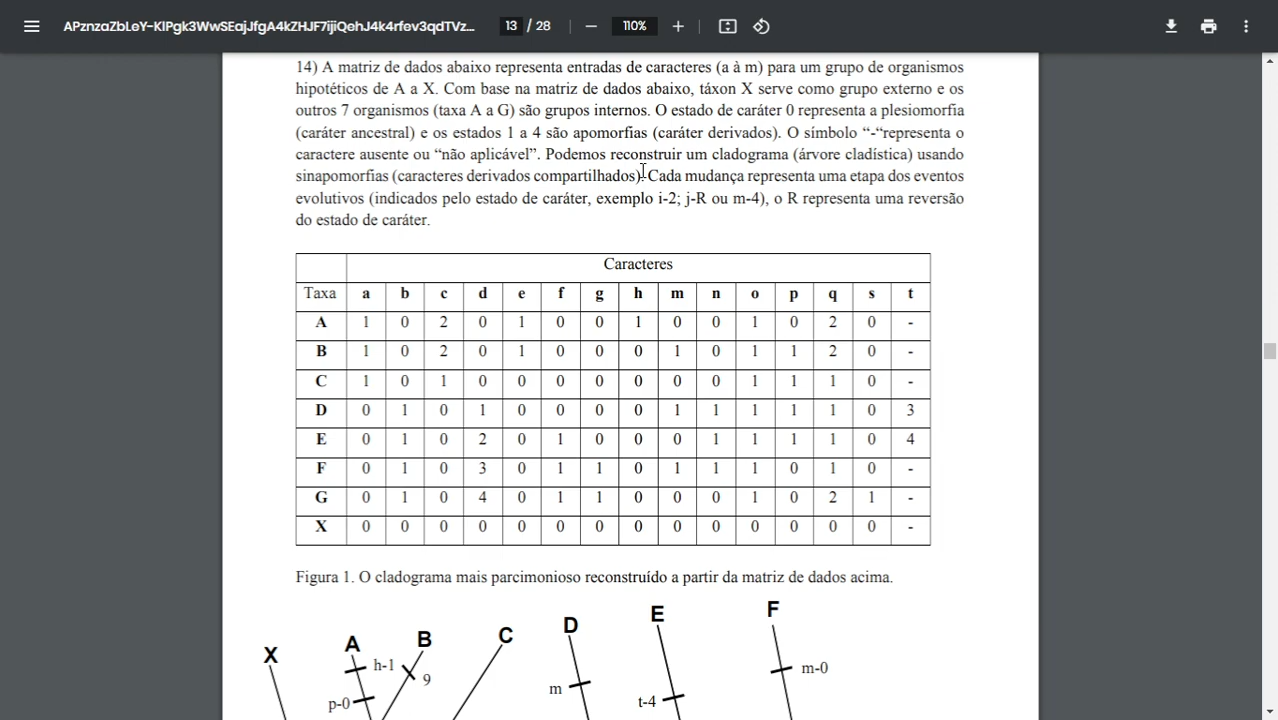 APznzaZbLeY-KlPgk3WwSEajJfgA4kZHJF7ijiQehJ4k4rfev3qdTVz... 13 / 28 110%
14) A matriz de dados abaixo representa entradas de caracteres (a à m) para um grupo de organismos
hipotéticos de A a X. Com base na matriz de dados abaixo, táxon X serve como grupo externo e os
outros 7 organismos (taxa A a G) são grupos internos. O estado de caráter 0 representa a plesiomorfia
(caráter ancestral) e os estados 1 a 4 são apomorfias (caráter derivados). O símbolo “-“representa o
caractere ausente ou “não aplicável”. Podemos reconstruir um cladograma (árvore cladística) usando
sinapomorfias (caracteres derivados compartilhados). Cada mudança representa uma etapa dos eventos
evolutivos (indicados pelo estado de caráter, exemplo i-2; j-R ou m-4), o R representa uma reversão
do estado de caráter.
Caracteres
Taxa a b c d e f g h m n o p q s t
A 1 0 2 0 1 0 0 1 0 0 1 0 2 0 -
B 1 0 2 0 1 0 0 0 1 0 1 1 2 0 -
C 1 0 1 0 0 0 0 0 0 0 1 1 1 0 -
D 0 1 0 1 0 0 0 0 1 1 1 1 1 0 3
E 0 1 0 2 0 1 0 0 0 1 1 1 1 0 4
F 0 1 0 3 0 1 1 0 1 1 1 0 1 0 -
G 0 1 0 4 0 1 1 0 0 0 1 0 2 1 -
X 0 0 0 0 0 0 0 0 0 0 0 0 0 0 -
Figura 1. O cladograma mais parcimonioso reconstruído a partir da matriz de dados acima.
X A B C D E F
h-1 9 m m-0
p-0 t-4